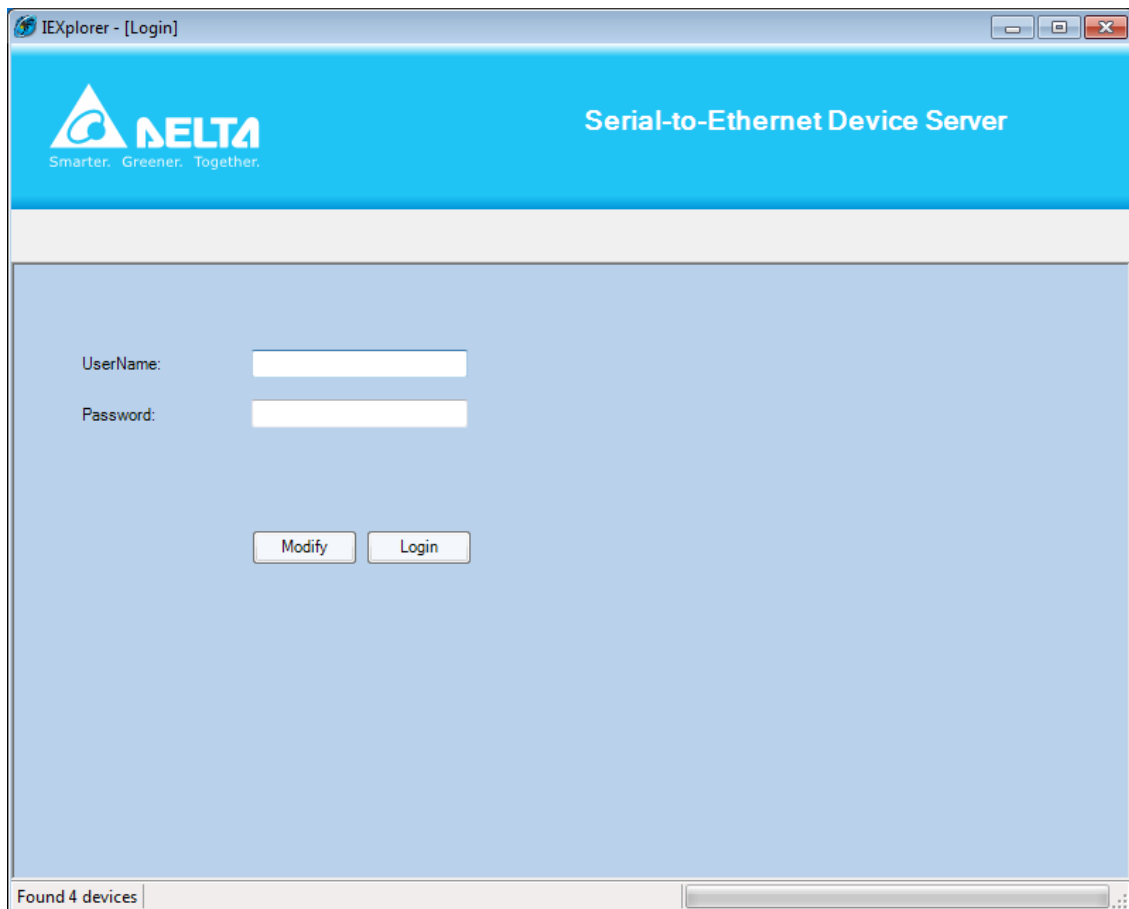 IEXplorer - [Login]
DELTA
Smarter. Greener. Together.
Serial-to-Ethernet Device Server
UserName:
Password:
Modify
Login
Found 4 devices